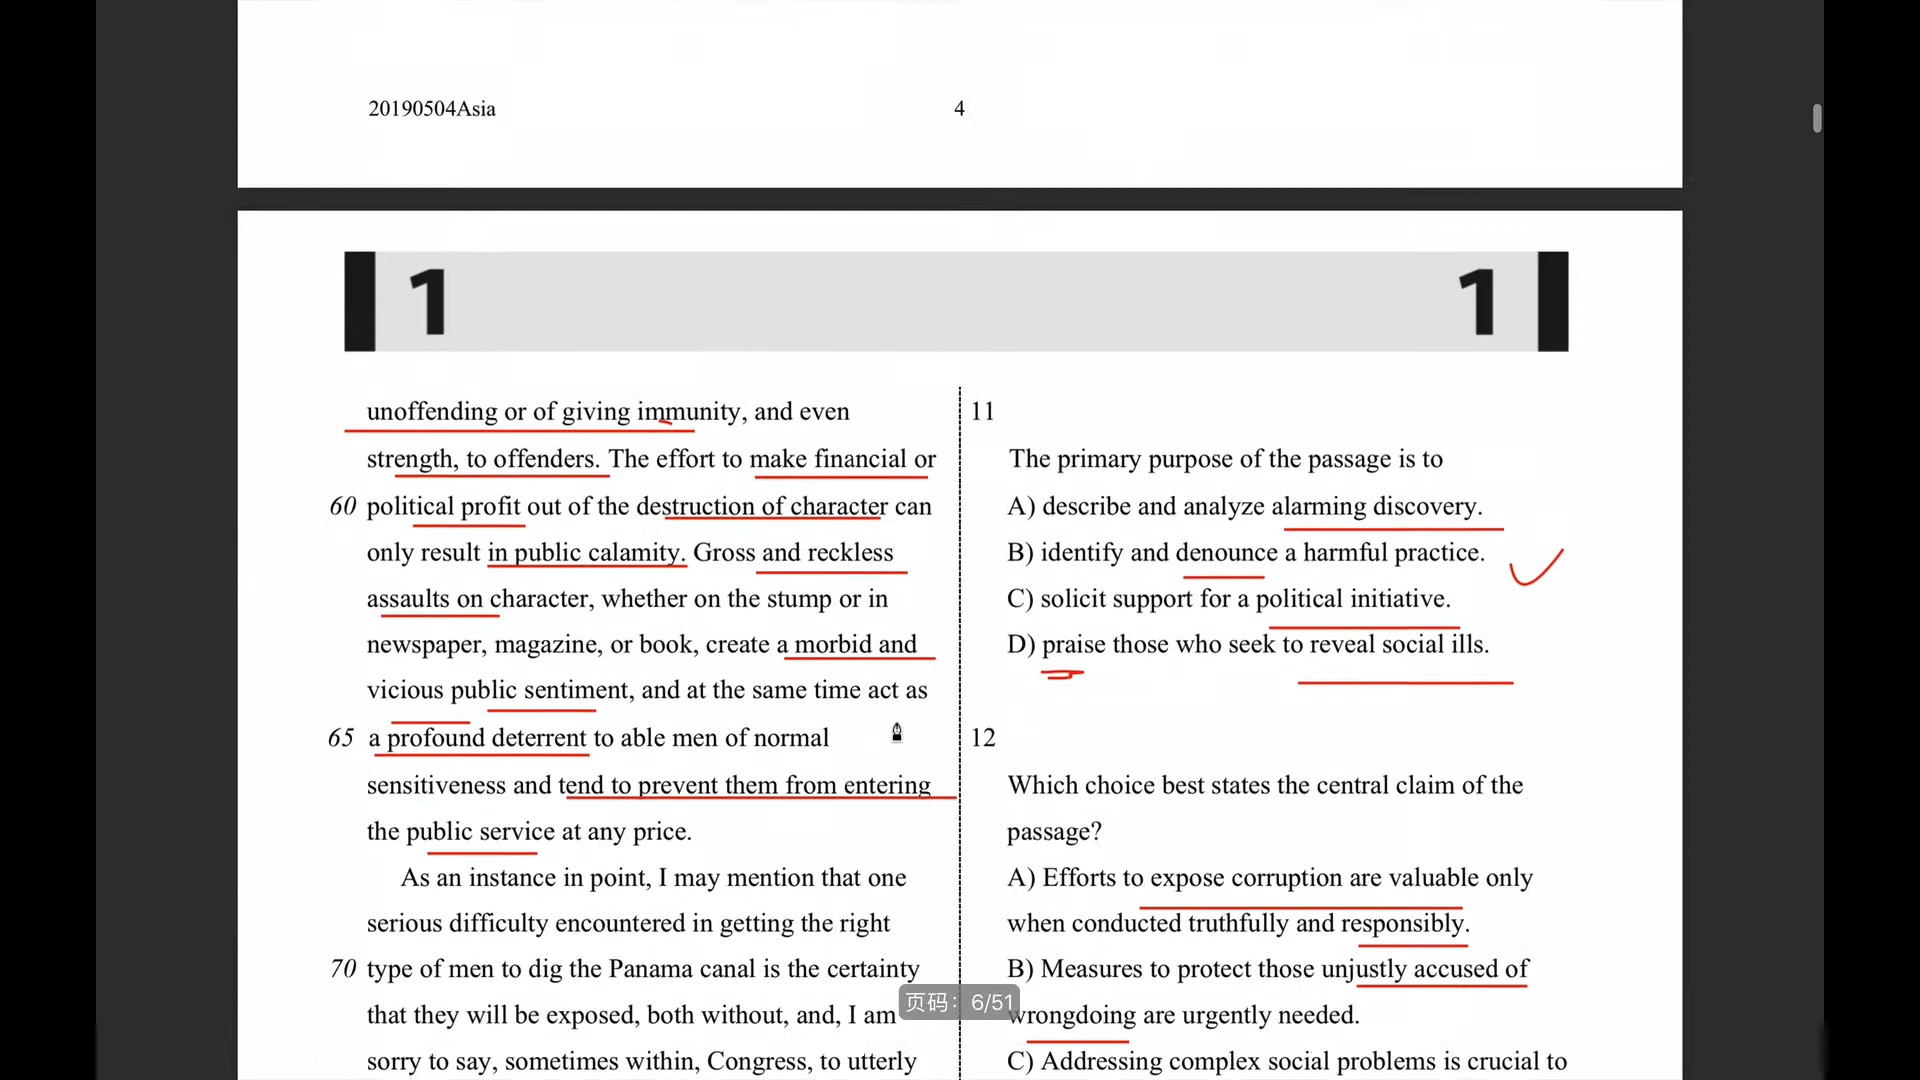 20190504Asia
4
1
1
unoffending or of giving immunity, and even
strength, to offenders. The effort to make financial or
60 political profit out of the destruction of character can
only result in public calamity. Gross and reckless
assaults on character, whether on the stump or in
newspaper, magazine, or book, create a morbid and
vicious public sentiment, and at the same time act as
65 a profound deterrent to able men of normal
sensitiveness and tend to prevent them from entering
the public service at any price.
As an instance in point, I may mention that one
serious difficulty encountered in getting the right
70 type of men to dig the Panama canal is the certainty
that they will be exposed, both without, and, I am
sorry to say, sometimes within, Congress, to utterly
11
The primary purpose of the passage is to
A) describe and analyze alarming discovery.
B) identify and denounce a harmful practice.
C) solicit support for a political initiative.
D) praise those who seek to reveal social ills.
12
Which choice best states the central claim of the
passage?
A) Efforts to expose corruption are valuable only
when conducted truthfully and responsibly.
B) Measures to protect those unjustly accused of
wrongdoing are urgently needed.
C) Addressing complex social problems is crucial to
页码：6/51